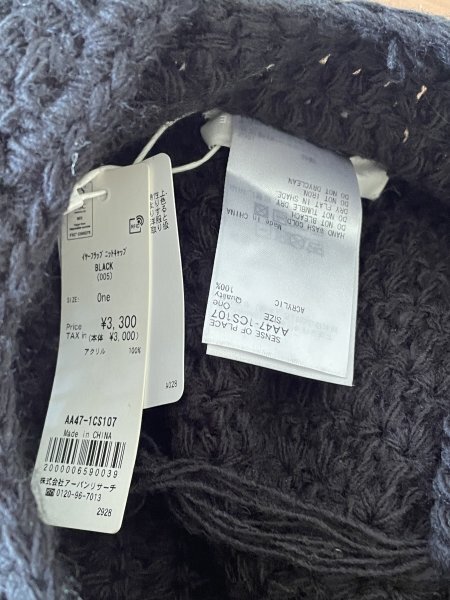 イヤーフラップ ニットキャップ
BLACK
(005)
SIZE: One
Price ¥3,300
TAX in (本体 ¥3,000)
アクリル 100%
AA47-1CS107
Made in CHINA
2000006590039
株式会社アーバンリサーチ
0120-96-7013
2928
SENSE OF PLACE
AA47-1CS107
SIZE One
Quality
ACRYLIC 100%
Made in CHINA
HAND WASH COLD
DO NOT BLEACH
DO NOT TUMBLE DRY
DRY FLAT IN SHADE.
DO NOT DRYCLEAN